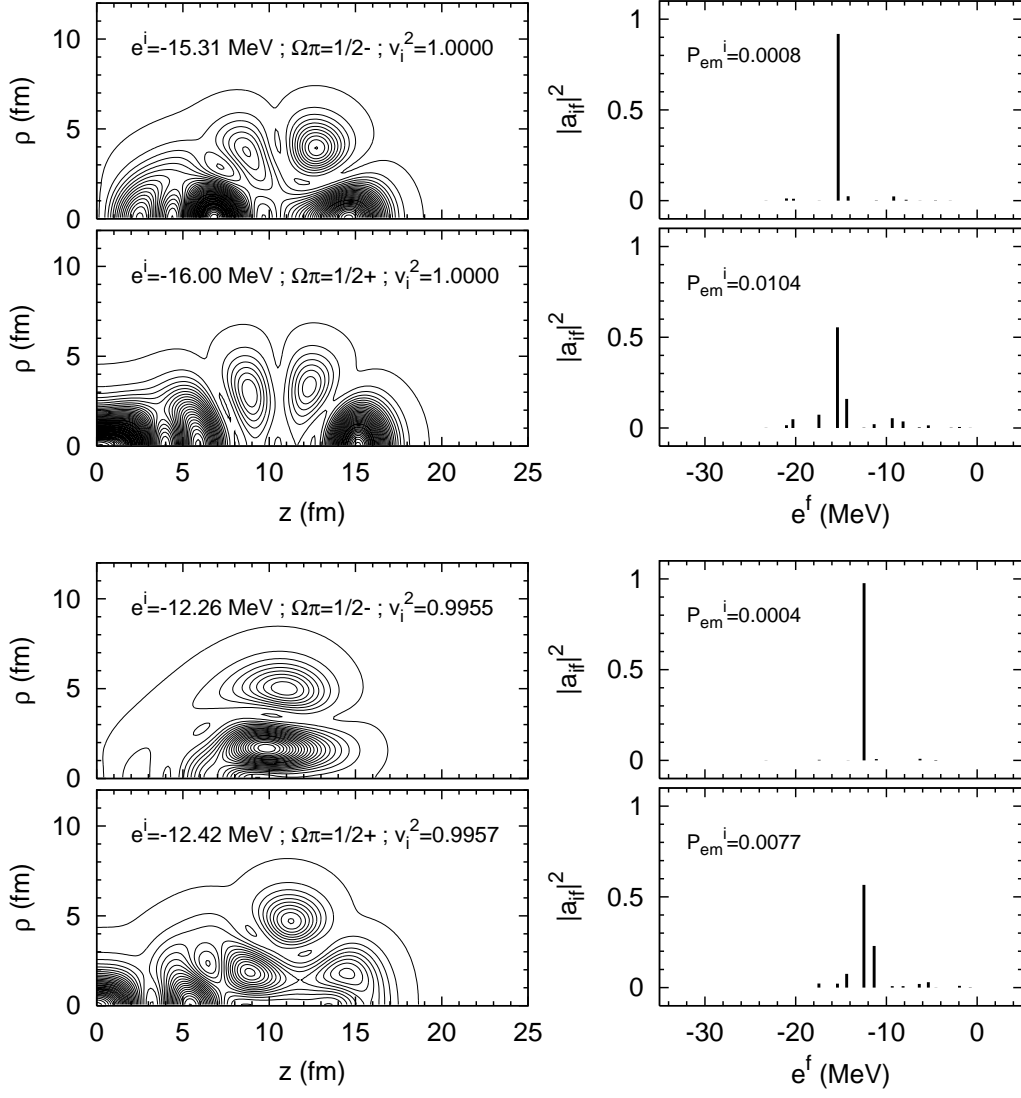 10
5
0
ρ (fm)
e^i=-15.31 MeV ; Ωπ=1/2- ; v_i^2=1.0000
1
0.5
0
|a_if|^2
P_em^i=0.0008
10
5
0
ρ (fm)
e^i=-16.00 MeV ; Ωπ=1/2+ ; v_i^2=1.0000
0 5 10 15 20 25
z (fm)
1
0.5
0
|a_if|^2
P_em^i=0.0104
-30 -20 -10 0
e^f (MeV)
10
5
0
ρ (fm)
e^i=-12.26 MeV ; Ωπ=1/2- ; v_i^2=0.9955
1
0.5
0
|a_if|^2
P_em^i=0.0004
10
5
0
ρ (fm)
e^i=-12.42 MeV ; Ωπ=1/2+ ; v_i^2=0.9957
0 5 10 15 20 25
z (fm)
1
0.5
0
|a_if|^2
P_em^i=0.0077
-30 -20 -10 0
e^f (MeV)